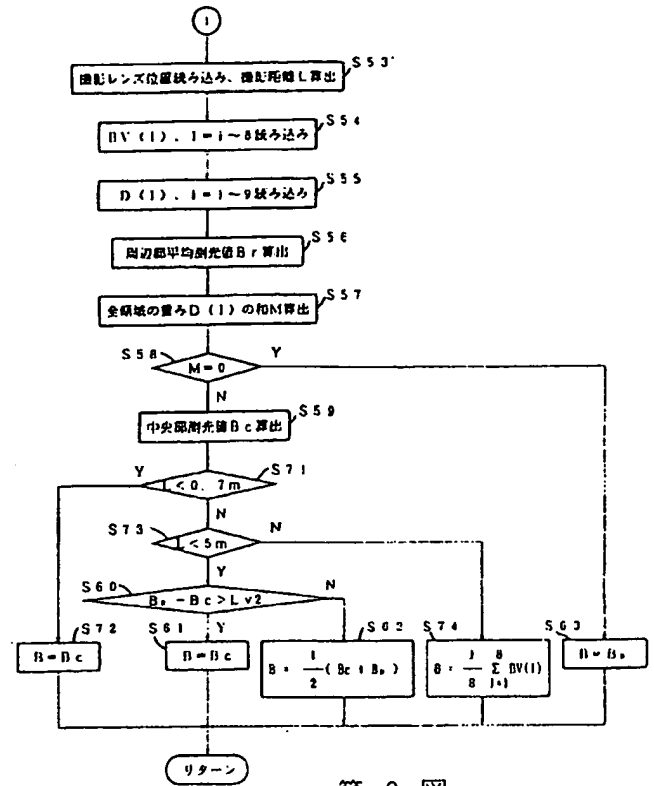 1
S53'
撮影レンズ位置読み込み、撮影距離L算出
S54
BV(I)、I=1~8読み込み
S55
D(I)、I=1~9読み込み
S56
周辺部平均測光値Br算出
S57
全領域の重みD(I)の和M算出
S58
M=0
Y
N
S59
中央部測光値Bc算出
S71
L<0.7m
Y
N
S73
L<5m
N
Y
S60
-Bc>Lv2
N
Y
S72
B=Bc
S61
B=Bc
S62
B= 1/2 (Bc+
S74
B= 1/8 8 Σ I=1 BV(I)
S63
B=
リターン